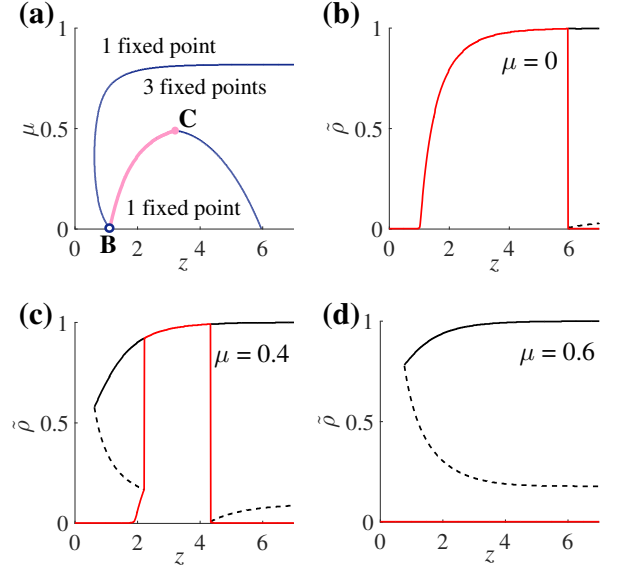 (a)
1 fixed point
3 fixed points
C
1 fixed point
B
1
0.5
0
μ
0 2 4 6
z
(b)
μ = 0
1
0.5
0
ρ̃
0 2 4 6
z
(c)
μ = 0.4
1
0.5
0
ρ̃
0 2 4 6
z
(d)
μ = 0.6
1
0.5
0
ρ̃
0 2 4 6
z